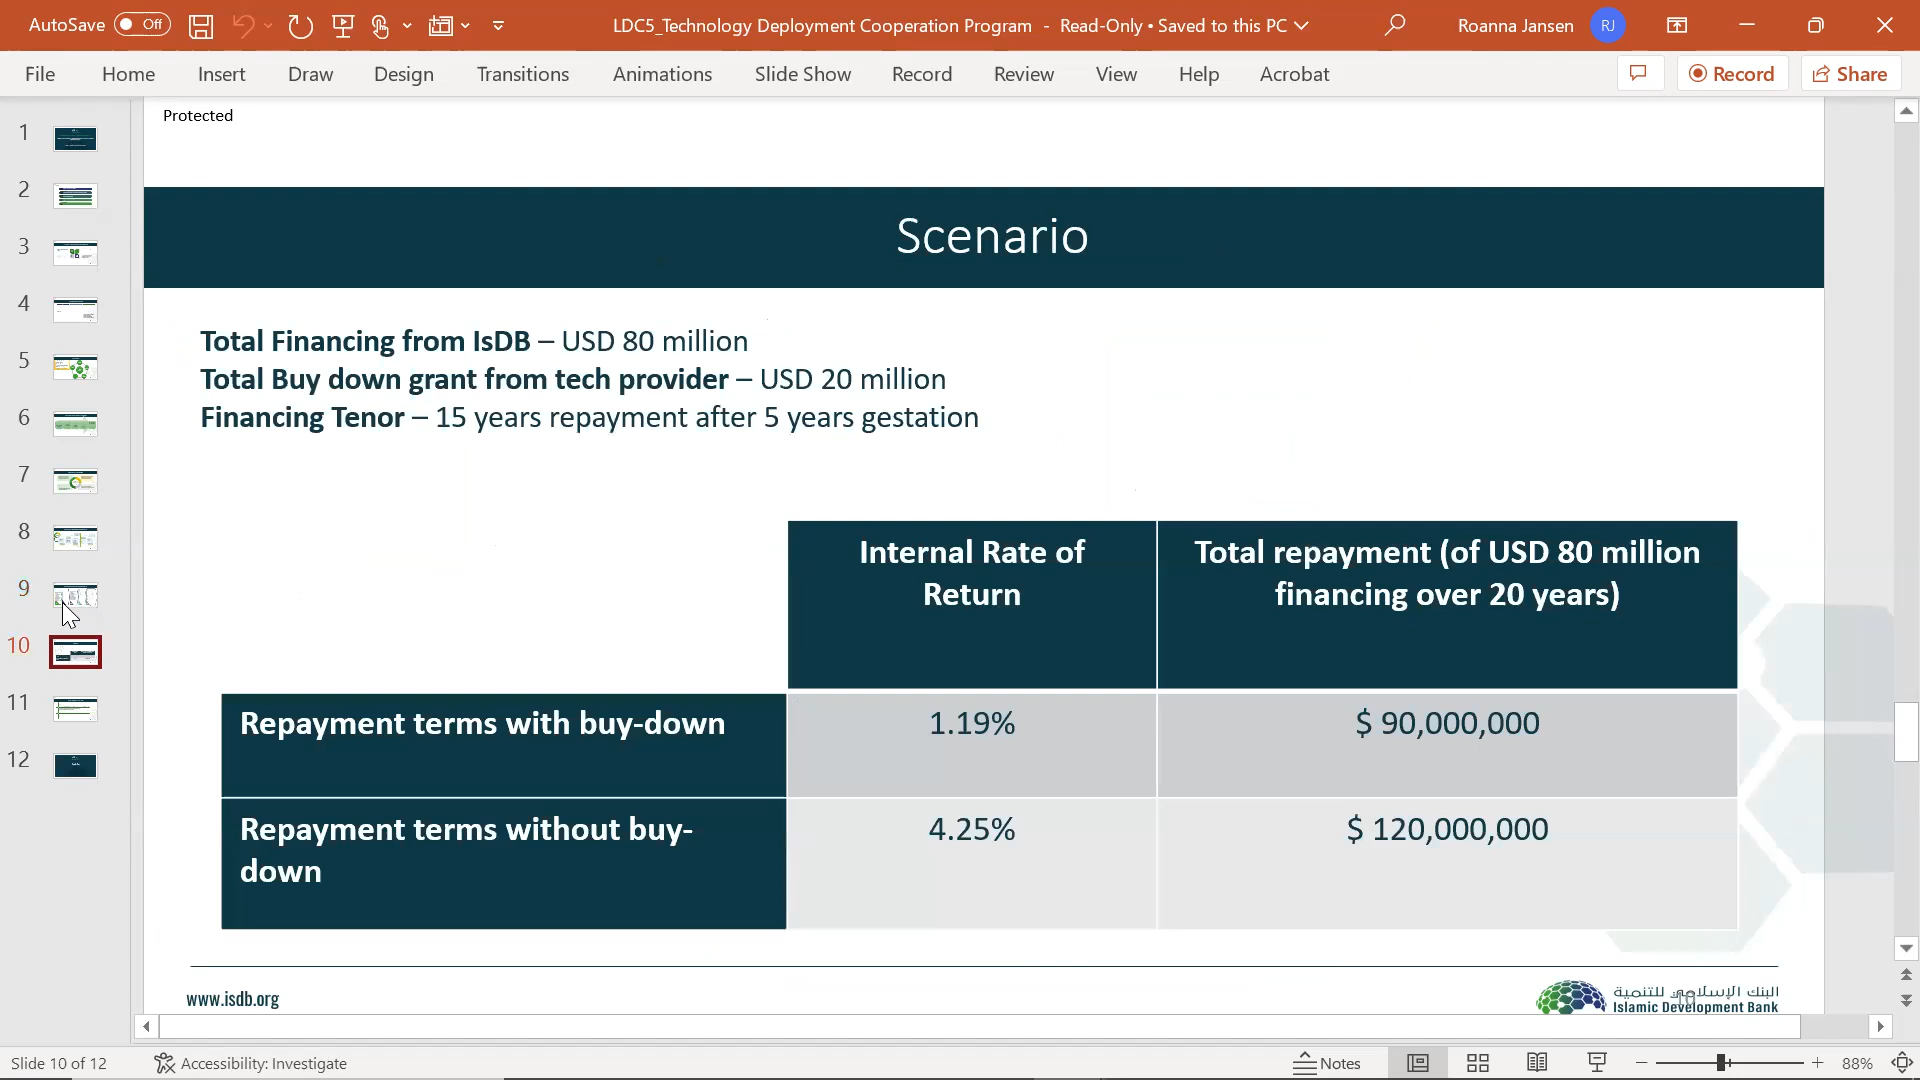 AutoSave Off
LDC5_Technology Deployment Cooperation Program - Read-Only • Saved to this PC
Roanna Jansen RJ
File Home Insert Draw Design Transitions Animations Slide Show Record Review View Help Acrobat Record Share
Protected
1
2
3
4
5
6
7
8
9
10
11
12
Scenario
Total Financing from IsDB – USD 80 million
Total Buy down grant from tech provider – USD 20 million
Financing Tenor – 15 years repayment after 5 years gestation
Internal Rate of
Return
Total repayment (of USD 80 million
financing over 20 years)
Repayment terms with buy-down
1.19%
$ 90,000,000
Repayment terms without buy-
down
4.25%
$ 120,000,000
www.isdb.org
البنك الإسلامي للتنمية
10
Islamic Development Bank
Slide 10 of 12
Accessibility: Investigate
Notes
88%